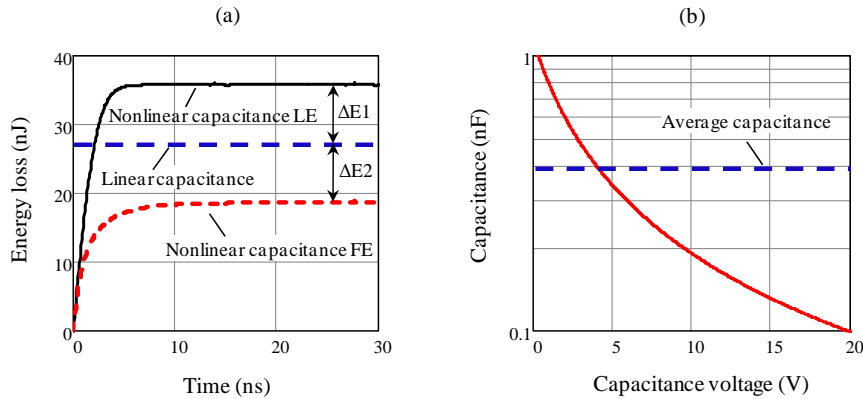 (a)
40
30
20
10
0
Energy loss (nJ)
Nonlinear capacitance LE
ΔE1
Linear capacitance
ΔE2
Nonlinear capacitance FE
0
10
20
30
Time (ns)
(b)
1
0.1
Capacitance (nF)
Average capacitance
0
5
10
15
20
Capacitance voltage (V)